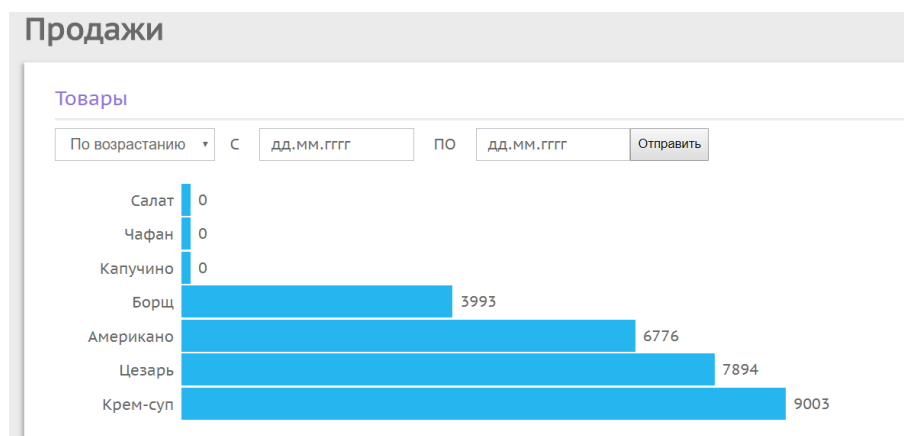 Продажи
Товары
По возрастанию С дд.мм.гггг ПО дд.мм.гггг Отправить
Салат 0
Чафан 0
Капучино 0
Борщ 3993
Американо 6776
Цезарь 7894
Крем-суп 9003